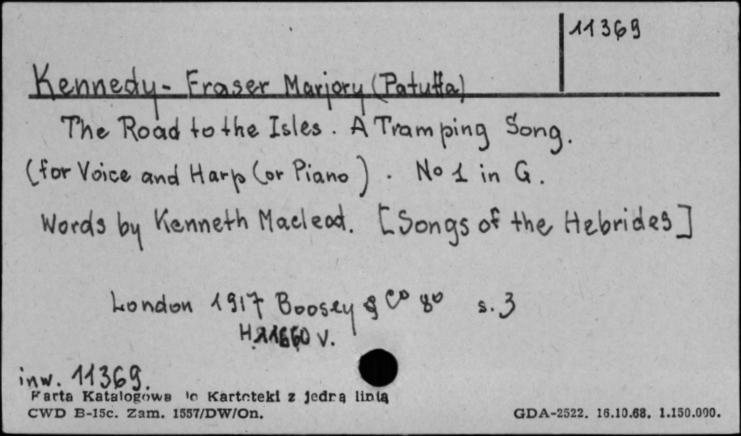 11369
Kennedy- Fraser Marjory (Patuffa)
The Road to the Isles. A Tramping Song.
(for Voice and Harp (or Piano). No 1 in G.
Words by Kenneth Macleod. [Songs of the Hebrides]
London 1917 Boosey & Co 8o s. 3
H. 11660 v.
inw. 11369.
Karta Katalogowa do Kartoteki z jedną linią
CWD B-15c. Zam. 1557/DW/On. GDA-2522. 16.10.68. 1.150.000.